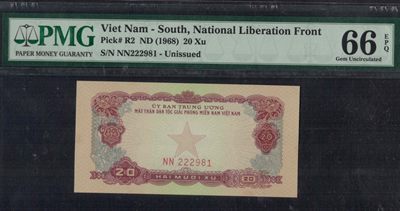 PMG
PAPER MONEY GUARANTY
Viet Nam - South, National Liberation Front
Pick# R2 ND (1968) 20 Xu
S/N NN222981 - Unissued
66 EPQ
Gem Uncirculated
ỦY BAN TRUNG ƯƠNG
MẶT TRẬN DÂN TỘC GIẢI PHÓNG MIỀN NAM VIỆT NAM
20
20
NN 222981
20
HAI MƯƠI XU
20